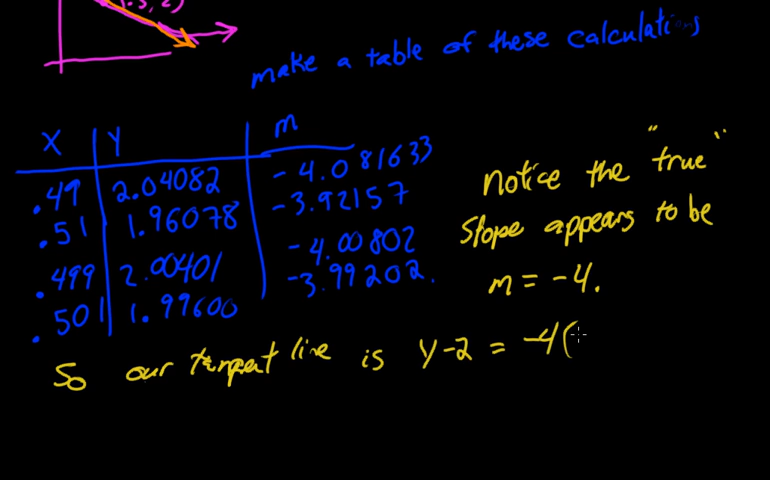 (.5, 2)
make a table of these calculations
X Y m
.49 2.04082 -4.081633
.51 1.96078 -3.92157
.499 2.00401 -4.00802
.501 1.99600 -3.99202.
Notice the "true"
slope appears to be
m = -4.
So our tangent line is y-2 = -4(